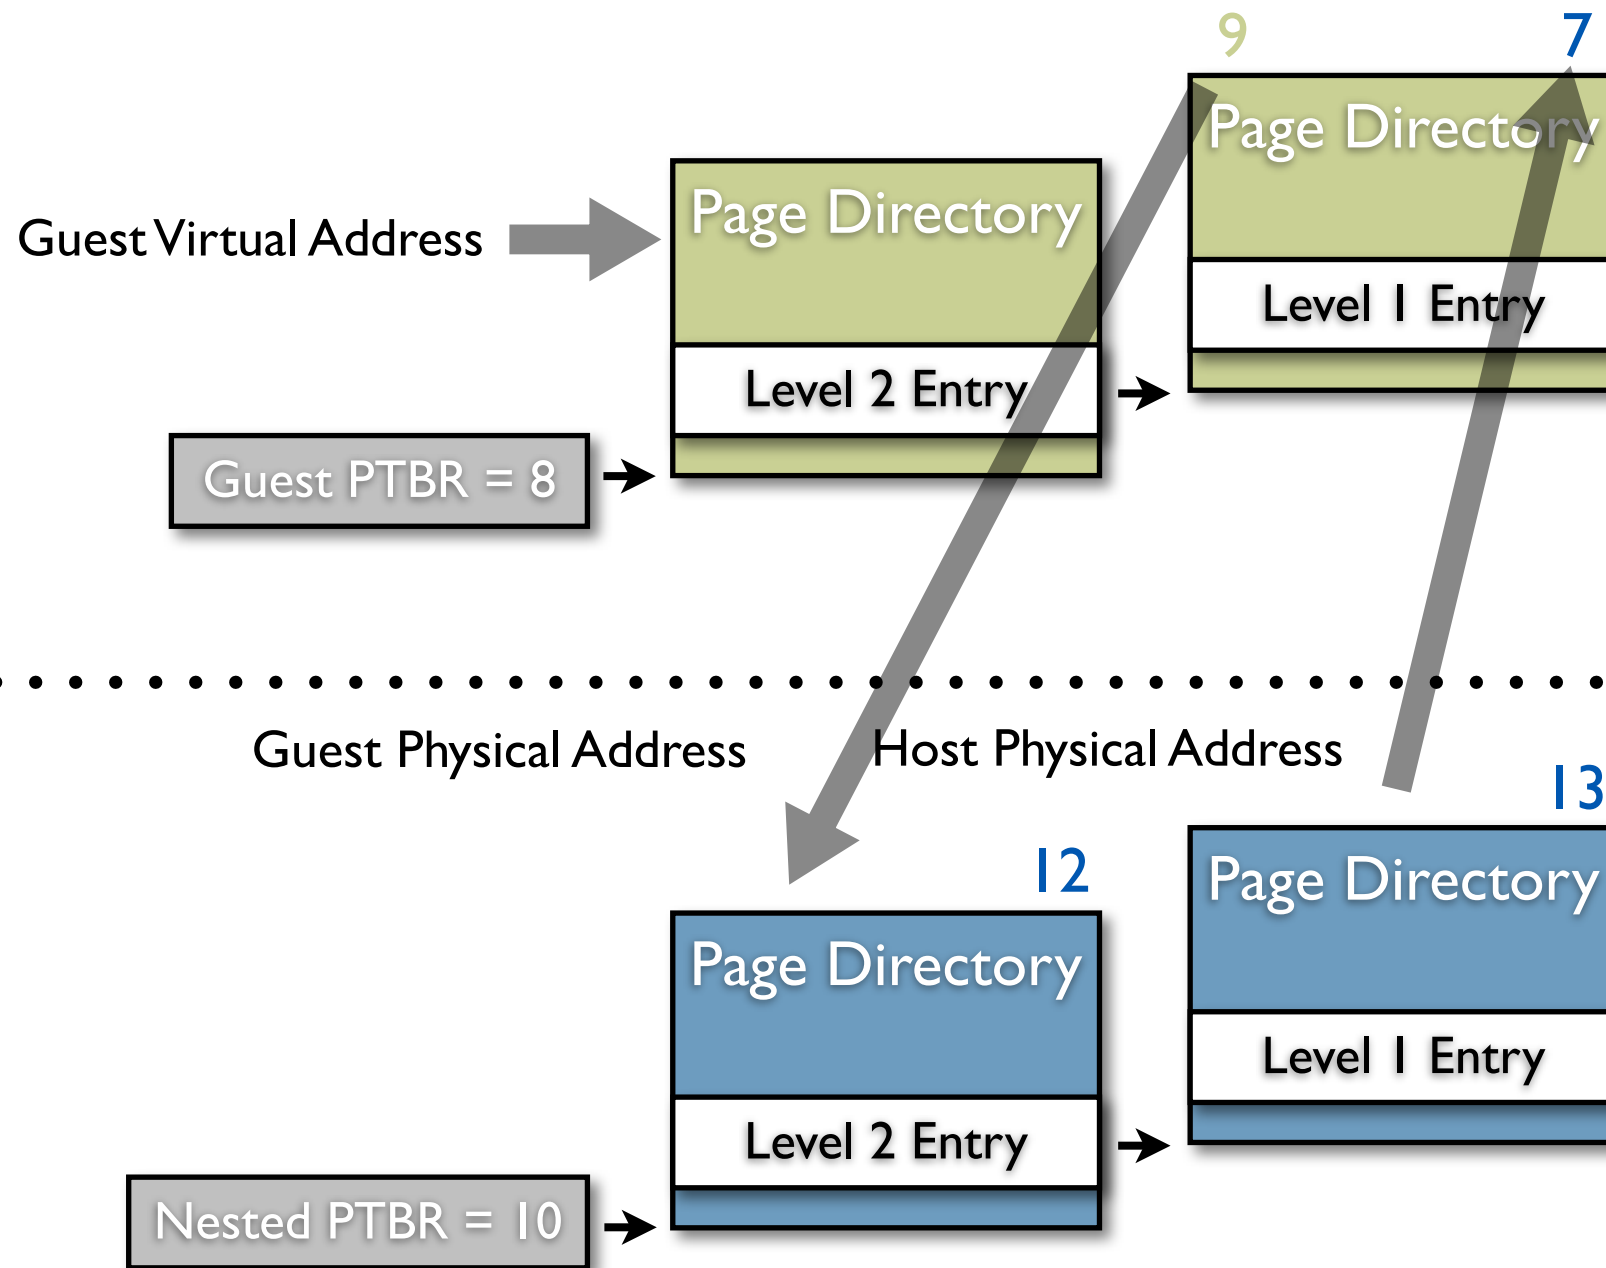 9
7
Page Directory
Page Directory
Guest Virtual Address
Level 1 Entry
Level 2 Entry
Guest PTBR = 8
Guest Physical Address
Host Physical Address
13
12
Page Directory
Page Directory
Level 1 Entry
Level 2 Entry
Nested PTBR = 10